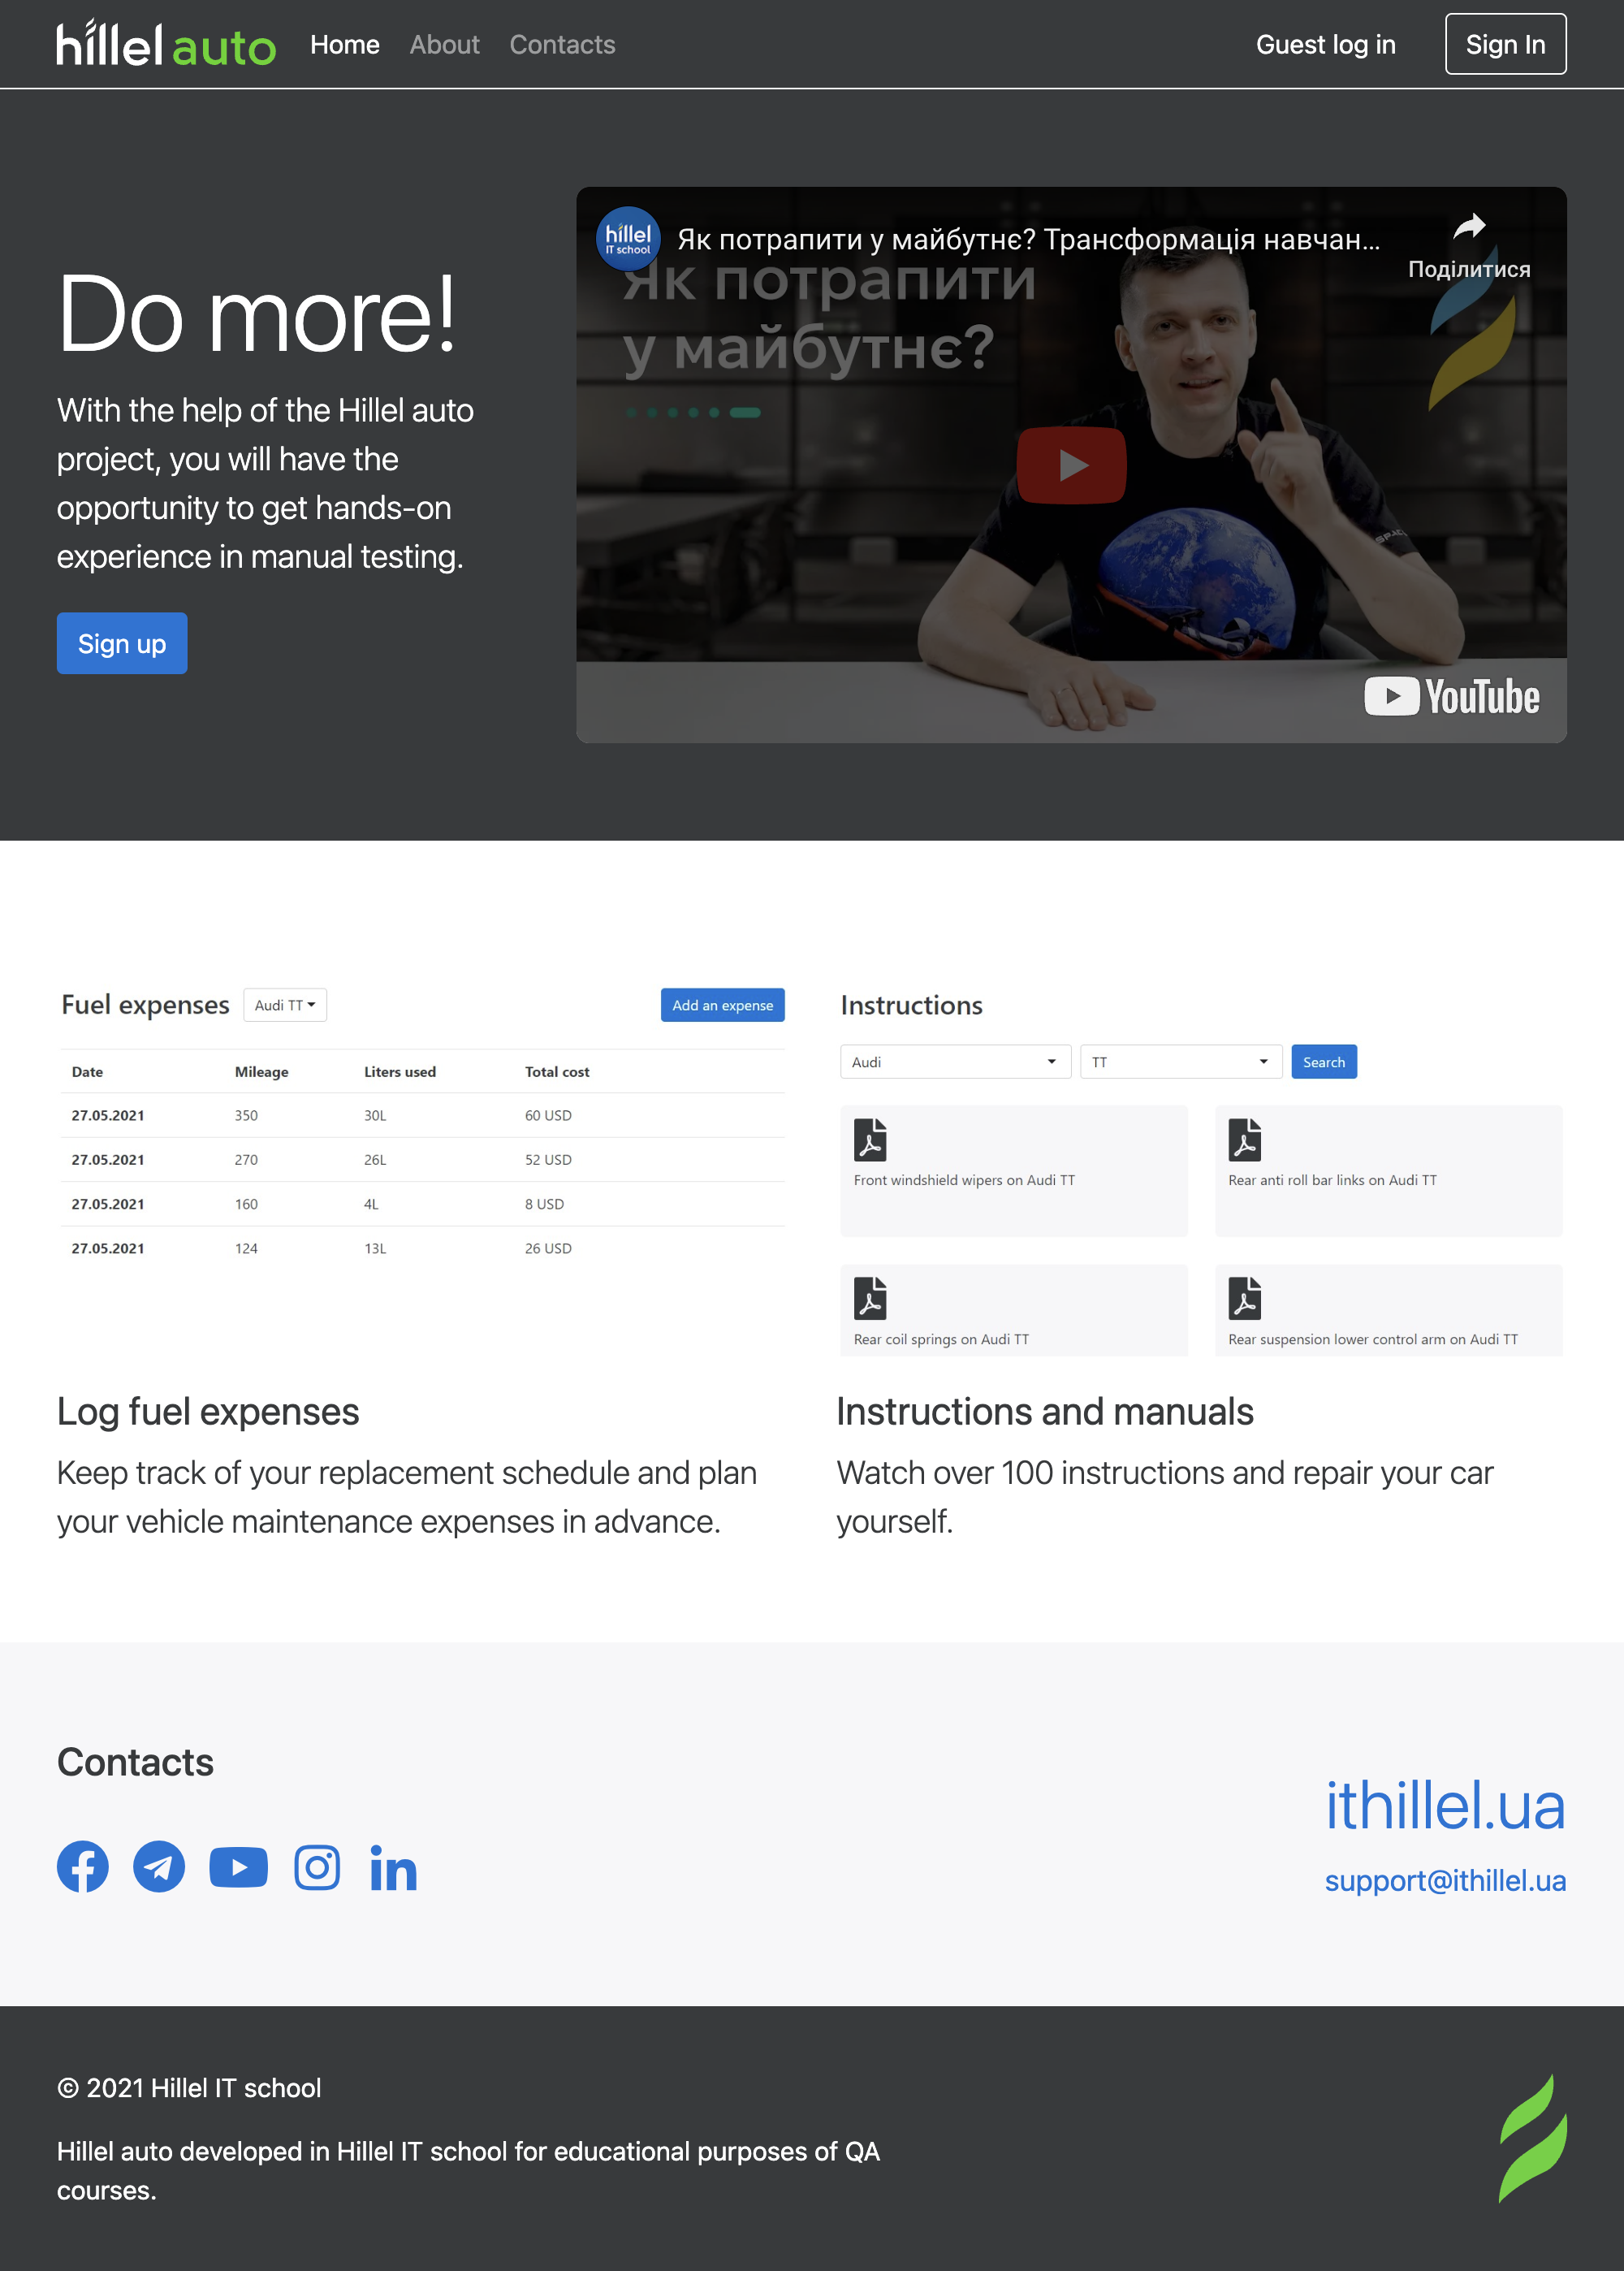 hillel auto Home About Contacts Guest log in Sign In
Do more!
With the help of the Hillel auto
project, you will have the
opportunity to get hands-on
experience in manual testing.
Sign up
hillel
IT school
Як потрапити у майбутнє? Трансформація навчан...
Поділитися
Як потрапити
у майбутнє?
SPACE
YouTube
Fuel expenses Audi TT Add an expense
Date Mileage Liters used Total cost
27.05.2021 350 30L 60 USD
27.05.2021 270 26L 52 USD
27.05.2021 160 4L 8 USD
27.05.2021 124 13L 26 USD
Log fuel expenses
Keep track of your replacement schedule and plan
your vehicle maintenance expenses in advance.
Instructions
Audi TT Search
Front windshield wipers on Audi TT
Rear anti roll bar links on Audi TT
Rear coil springs on Audi TT
Rear suspension lower control arm on Audi TT
Instructions and manuals
Watch over 100 instructions and repair your car
yourself.
Contacts
ithillel.ua
support@ithillel.ua
© 2021 Hillel IT school
Hillel auto developed in Hillel IT school for educational purposes of QA
courses.